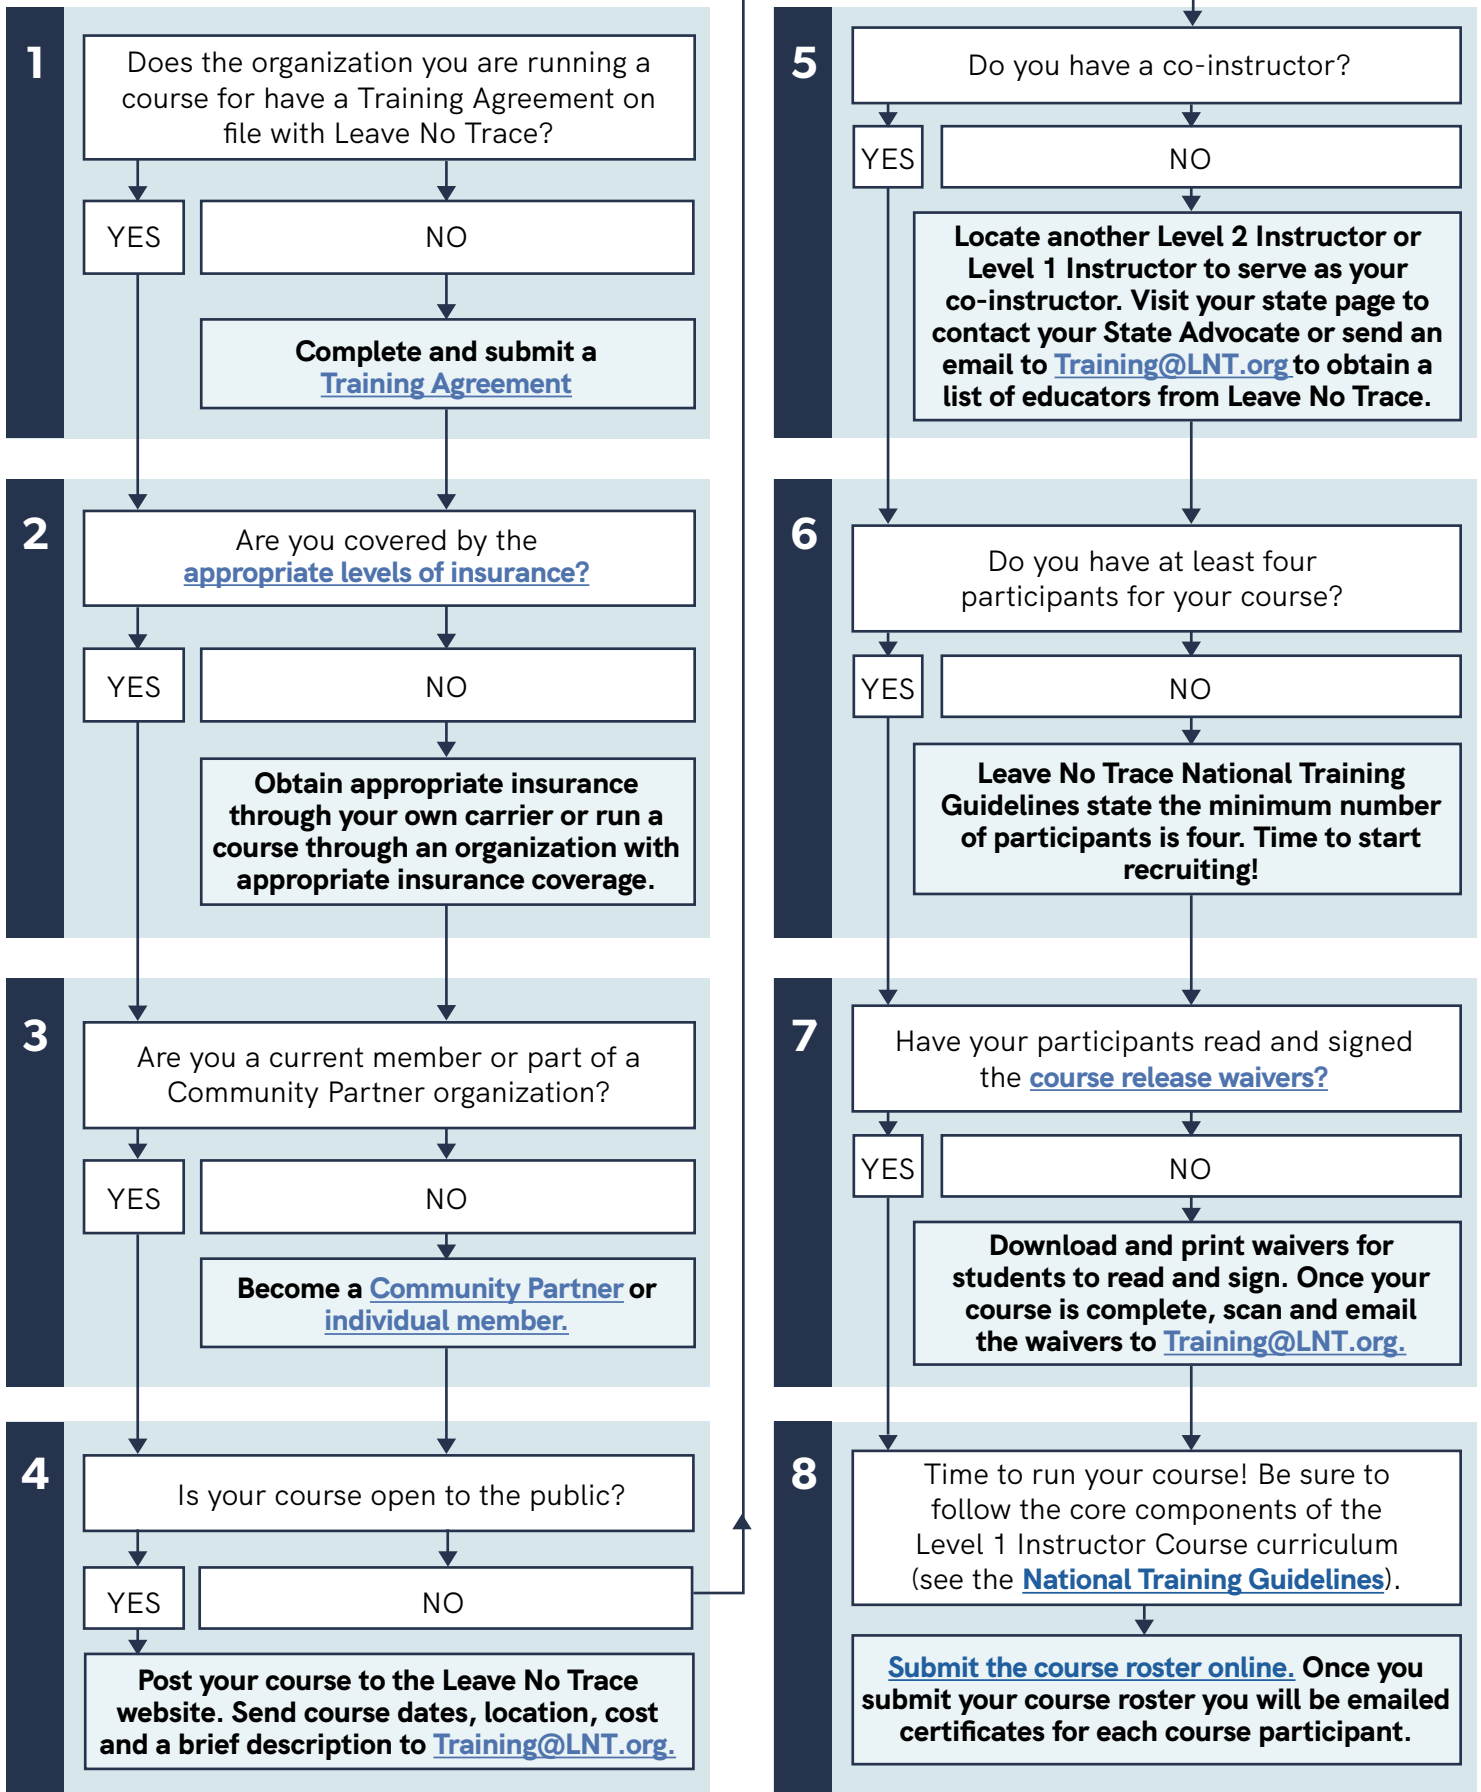 1
Does the organization you are running a
course for have a Training Agreement on
file with Leave No Trace?
YES
NO
Complete and submit a
Training Agreement
2
Are you covered by the
appropriate levels of insurance?
YES
NO
Obtain appropriate insurance
through your own carrier or run a
course through an organization with
appropriate insurance coverage.
3
Are you a current member or part of a
Community Partner organization?
YES
NO
Become a Community Partner or
individual member.
4
Is your course open to the public?
YES
NO
Post your course to the Leave No Trace
website. Send course dates, location, cost
and a brief description to Training@LNT.org.
5
Do you have a co-instructor?
YES
NO
Locate another Level 2 Instructor or
Level 1 Instructor to serve as your
co-instructor. Visit your state page to
contact your State Advocate or send an
email to Training@LNT.org to obtain a
list of educators from Leave No Trace.
6
Do you have at least four
participants for your course?
YES
NO
Leave No Trace National Training
Guidelines state the minimum number
of participants is four. Time to start
recruiting!
7
Have your participants read and signed
the course release waivers?
YES
NO
Download and print waivers for
students to read and sign. Once your
course is complete, scan and email
the waivers to Training@LNT.org.
8
Time to run your course! Be sure to
follow the core components of the
Level 1 Instructor Course curriculum
(see the National Training Guidelines).
Submit the course roster online. Once you
submit your course roster you will be emailed
certificates for each course participant.